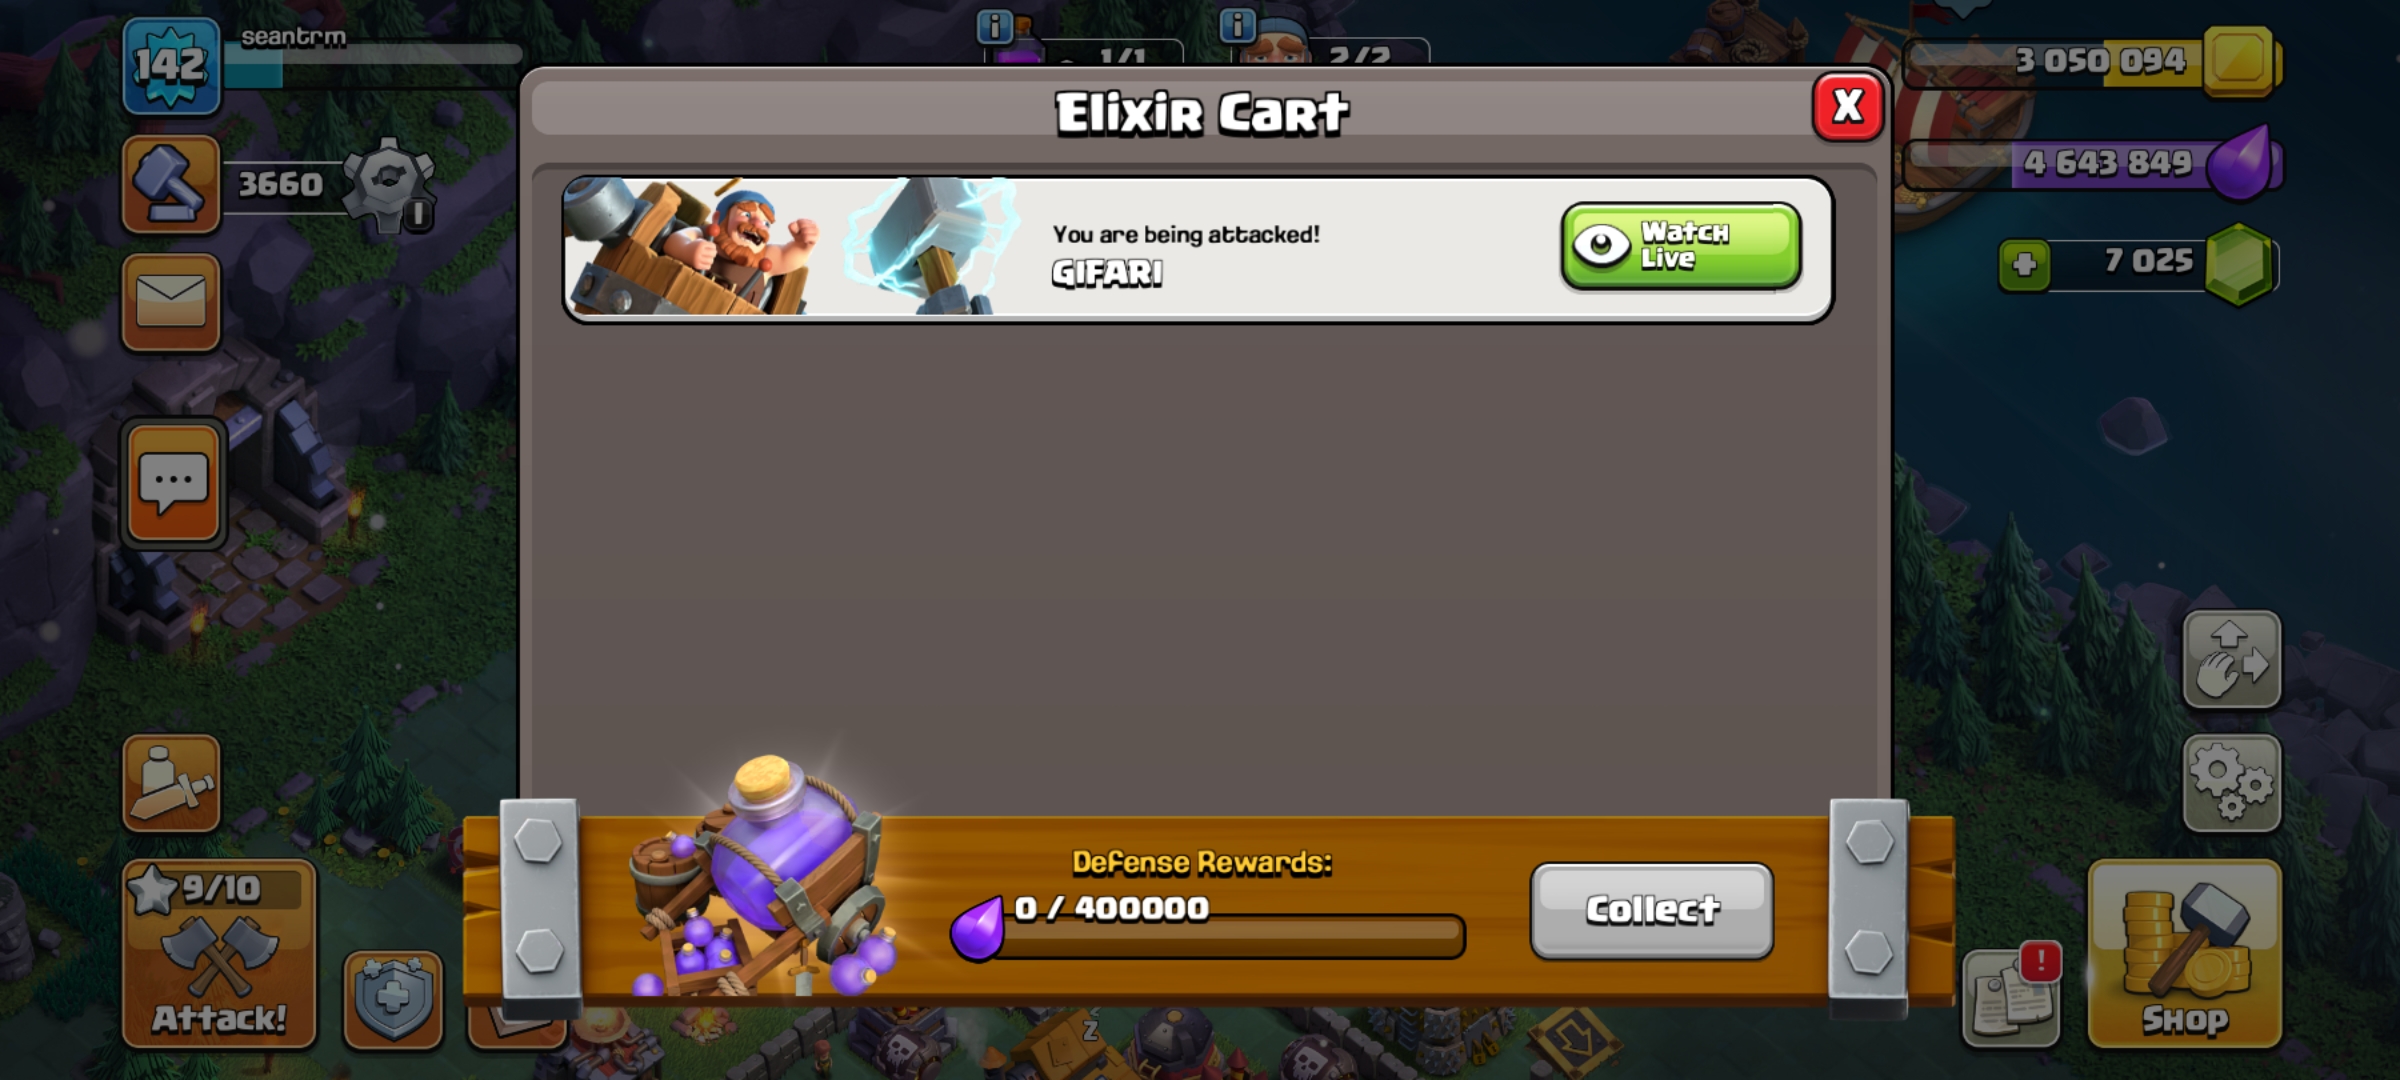 142
seantrm
1/1
2/2
3 050 094
Elixir Cart
X
3660
4 643 849
You are being attacked!
GIFARI
Watch
Live
7 025
9/10
Attack!
Defense Rewards:
0 / 400000
Collect
!
Shop
Z